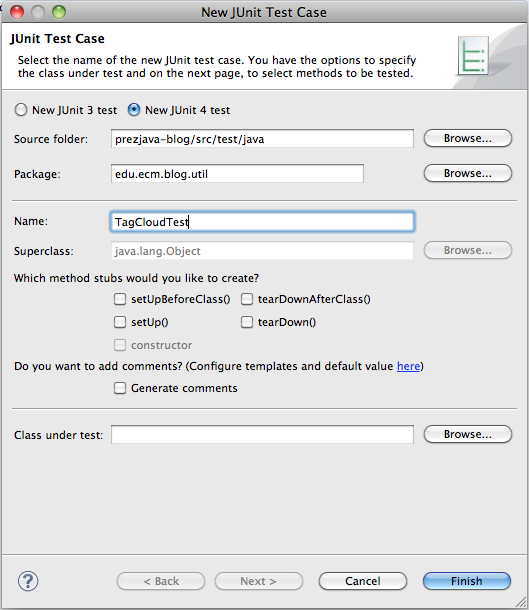 New JUnit Test Case
JUnit Test Case
Select the name of the new JUnit test case. You have the options to specify
the class under test and on the next page, to select methods to be tested.
New JUnit 3 test New JUnit 4 test
Source folder: prezjava-blog/src/test/java Browse...
Package: edu.ecm.blog.util Browse...
Name: TagCloudTest
Superclass: java.lang.Object Browse...
Which method stubs would you like to create?
setUpBeforeClass() tearDownAfterClass()
setUp() tearDown()
constructor
Do you want to add comments? (Configure templates and default value here)
Generate comments
Class under test: Browse...
? < Back Next > Cancel Finish